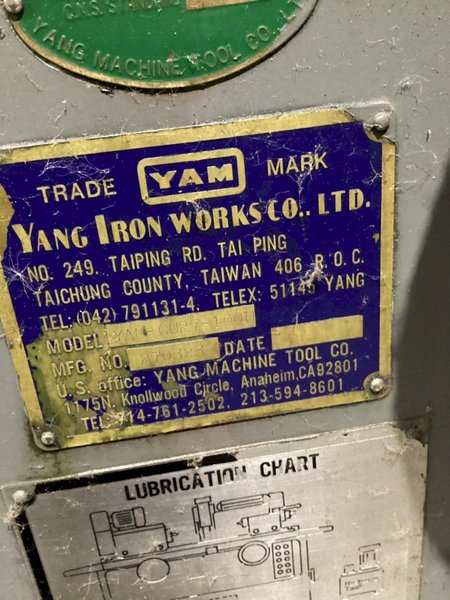 C.N.S. STANDARD
YANG MACHINE TOOL CO., LT
TRADE YAM MARK
YANG IRON WORKS CO., LTD.
NO. 249. TAIPING RD. TAI PING
TAICHUNG COUNTY, TAIWAN 406 R.O.C.
TEL:(042)791131-4. TELEX: 51145 YANG
MODEL
MFG. NO. DATE
U.S. office: YANG MACHINE TOOL CO.
1175N. Knollwood Circle, Anaheim,CA92801
TEL 714-761-2502, 213-594-8601
LUBRICATION CHART